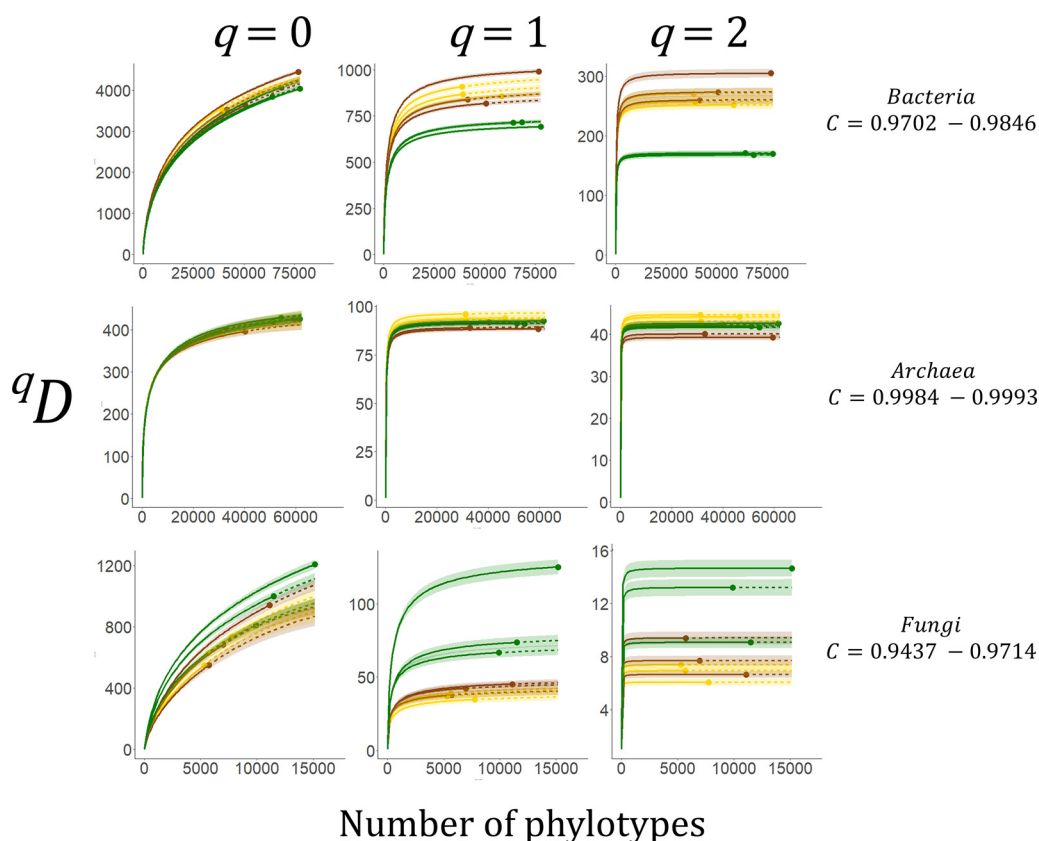 q = 0
q = 1
q = 2
4000
3000
2000
1000
0
0 25000 50000 75000
1000
750
500
250
0
0 25000 50000 75000
300
200
100
0
0 25000 50000 75000
Bacteria
C = 0.9702 − 0.9846
qD
400
300
200
100
0
0 20000 40000 60000
100
75
50
25
0
0 20000 40000 60000
40
30
20
10
0
0 20000 40000 60000
Archaea
C = 0.9984 − 0.9993
1200
800
400
0
0 5000 10000 15000
100
50
0
0 5000 10000 15000
16
12
8
4
0 5000 10000 15000
Fungi
C = 0.9437 − 0.9714
Number of phylotypes